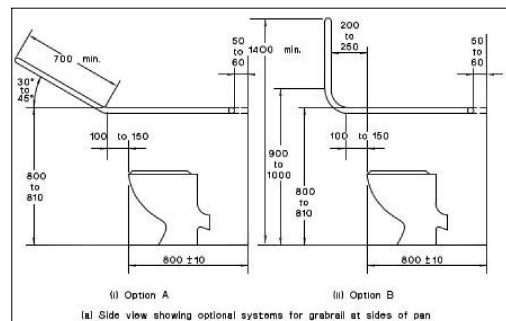 700 min.
50
to
60
30°
to
45°
100 to 150
800
to
810
800 ±10
(i) Option A
1400 min.
200
to
250
50
to
60
100 to 150
900
to
1000
800
to
810
800 ±10
(ii) Option B
(a) Side view showing optional systems for grabrail at sides of pan